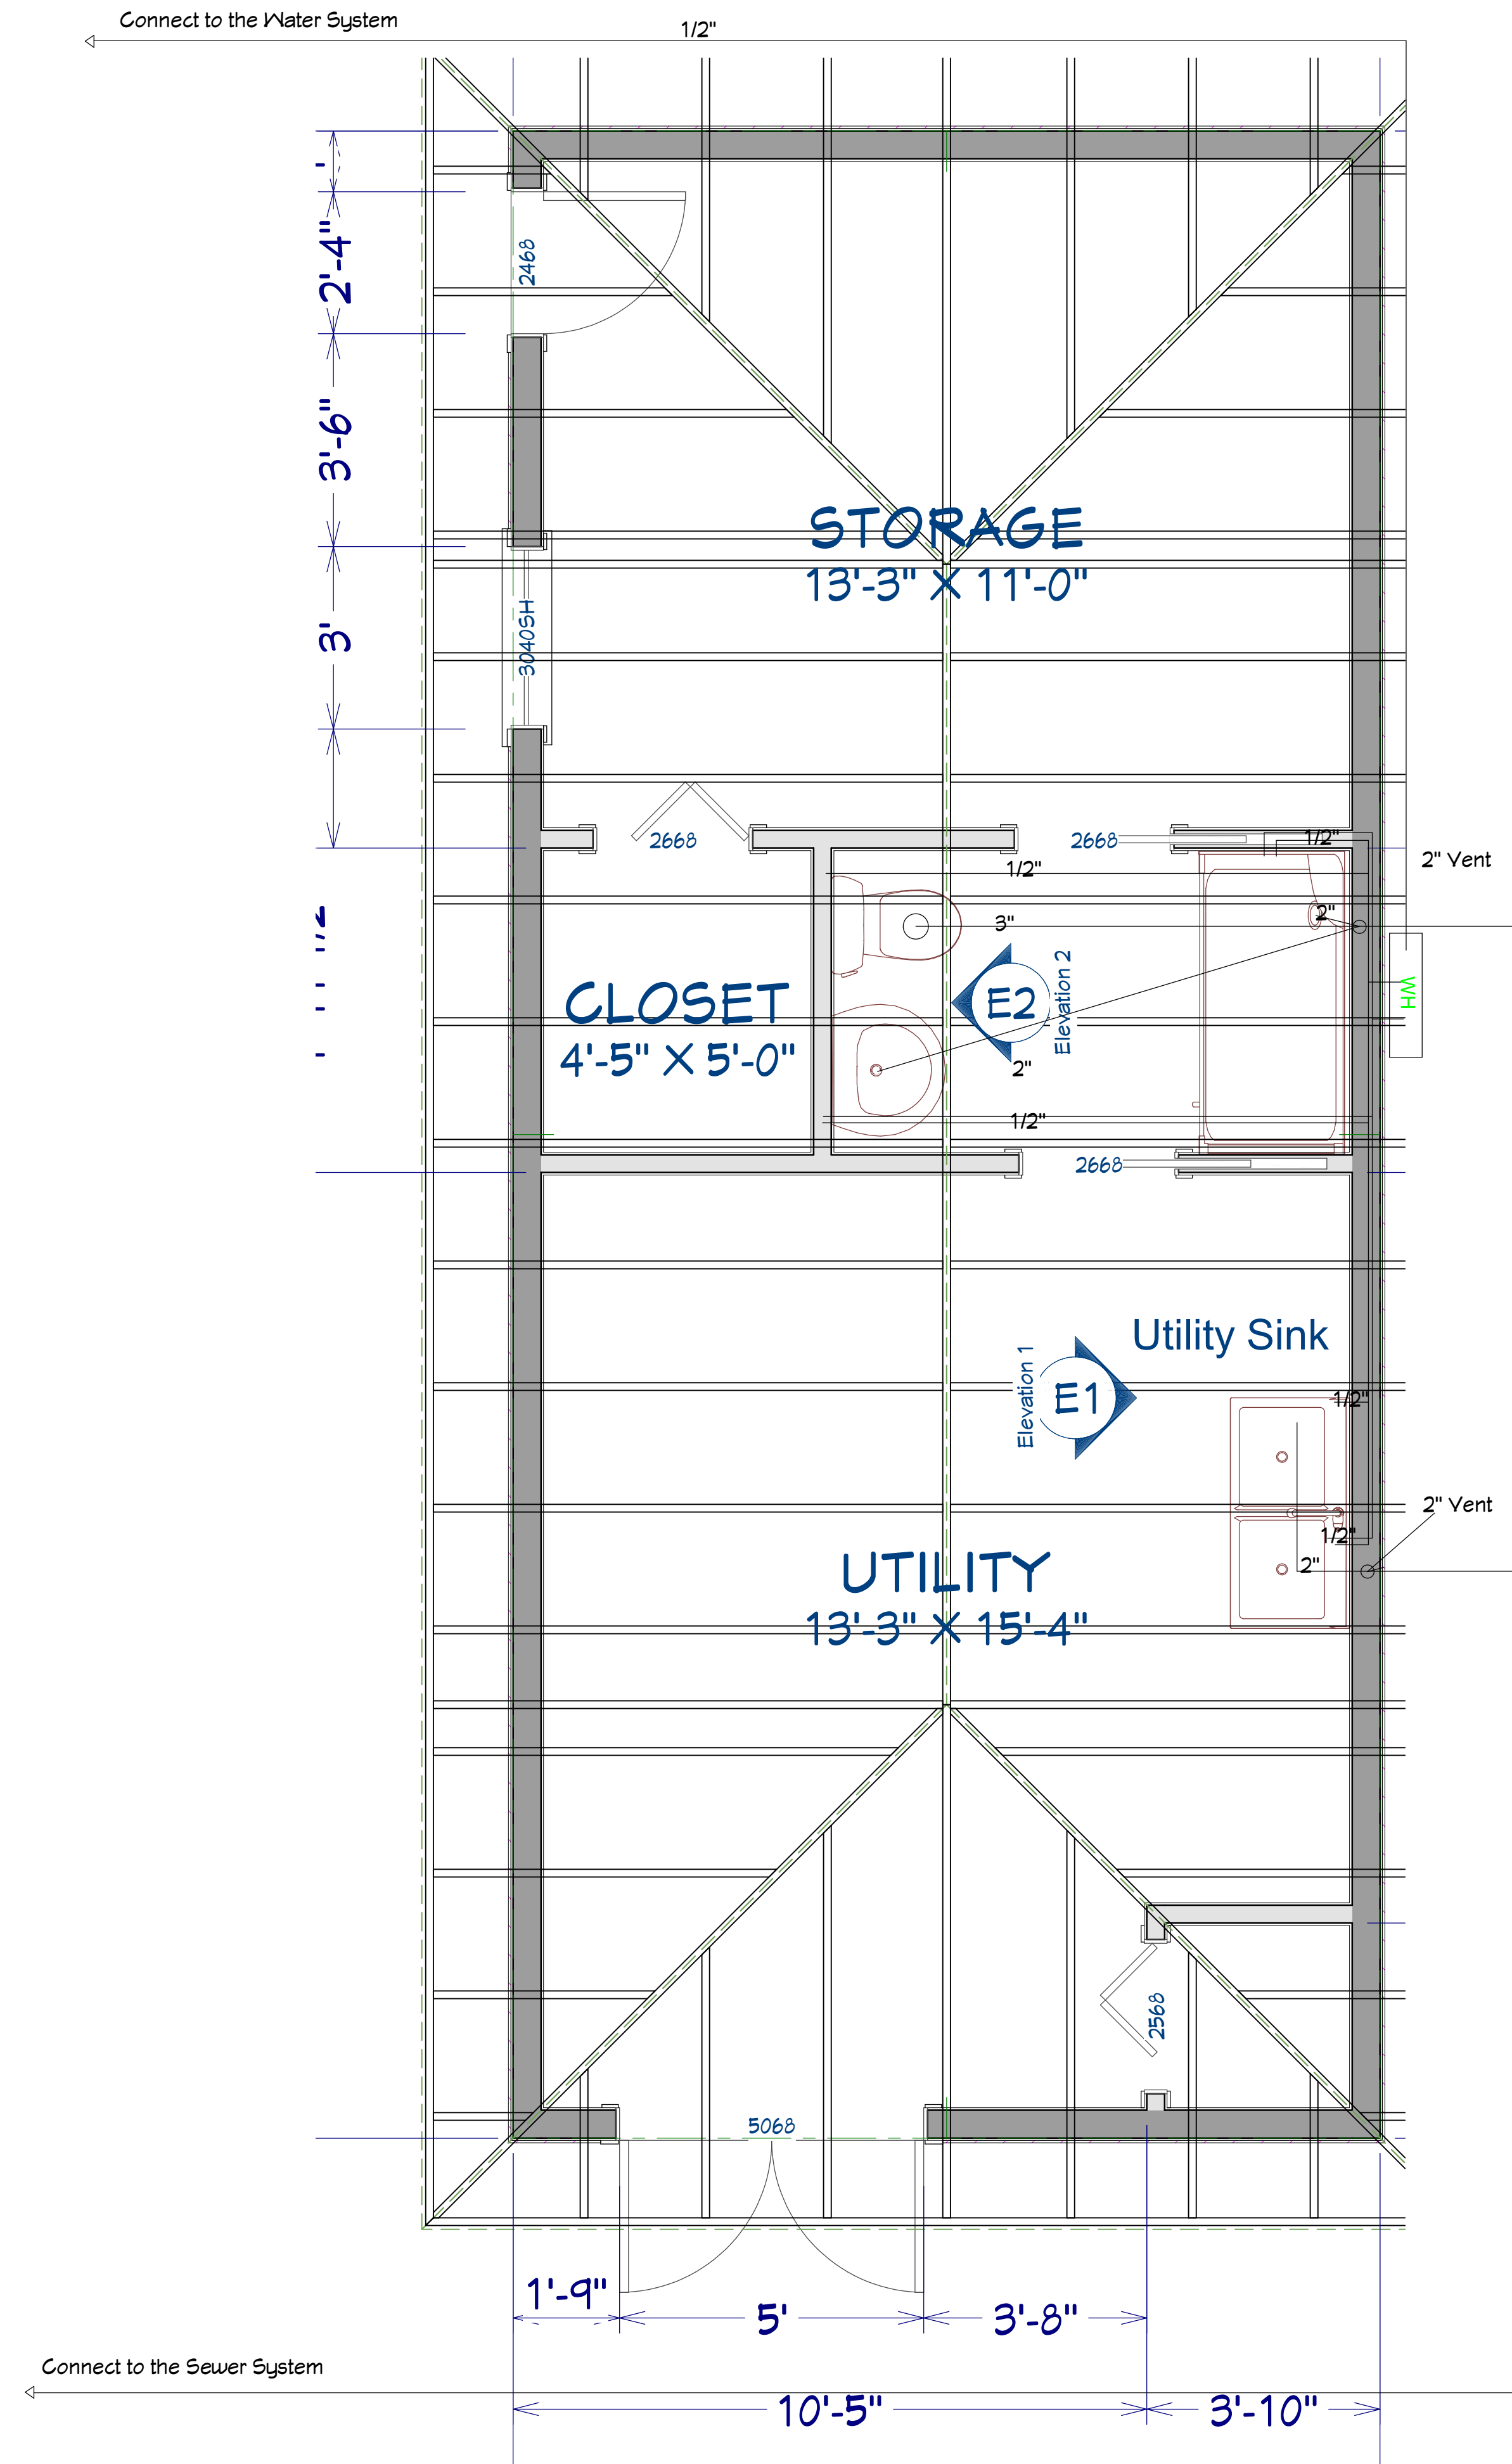 Connect to the Water System
1/2"
2'-4"
2468
3'-6"
STORAGE
13'-3" X 11'-0"
3'
3040SH
2668
2668
1/2"
2" Vent
1/2"
2"
3"
WH
CLOSET
4'-5" X 5'-0"
E2
Elevation 2
2"
1/2"
2668
Utility Sink
Elevation 1
E1
1/2"
2" Vent
1/2"
2"
UTILITY
13'-3" X 15'-4"
2568
5068
1'-9"
5'
3'-8"
Connect to the Sewer System
10'-5"
3'-10"